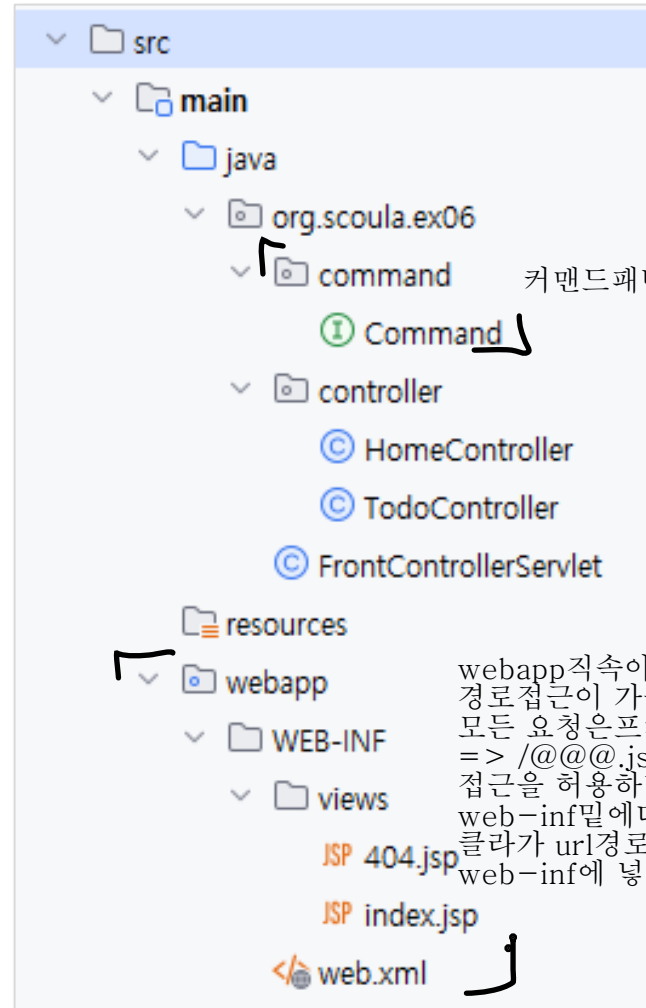 src
main
java
org.scoula.ex06
command
커맨드패
I Command
controller
C HomeController
C TodoController
C FrontControllerServlet
resources
webapp
webapp직속이
경로접근이 가
WEB-INF
모든 요청은프
=> /@@@.js
views
접근을 허용하
web-inf밑에
JSP 404.jsp
클라가 url경로
web-inf에 넣
JSP index.jsp
web.xml